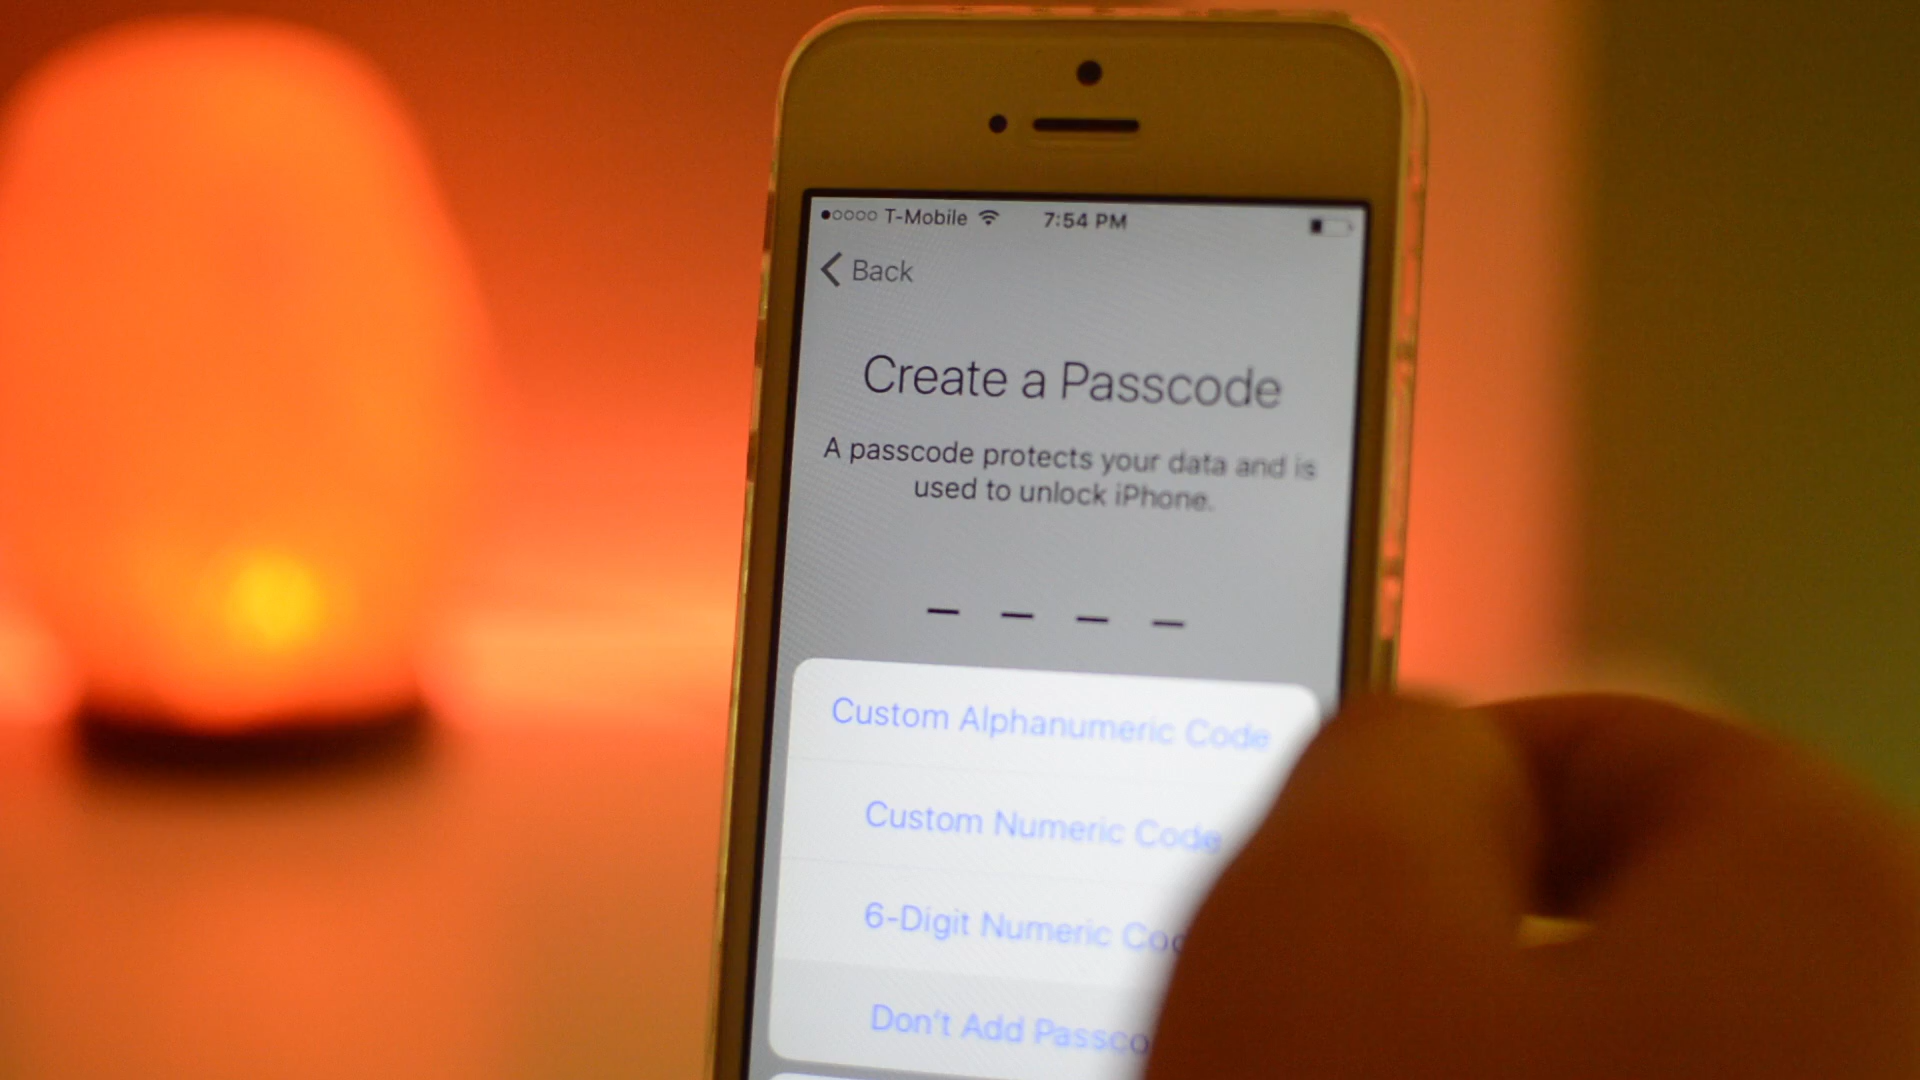 T-Mobile 7:54 PM
Back
Create a Passcode
A passcode protects your data and is
used to unlock iPhone.
Custom Alphanumeric Code
Custom Numeric Code
6-Digit Numeric
Don't Add